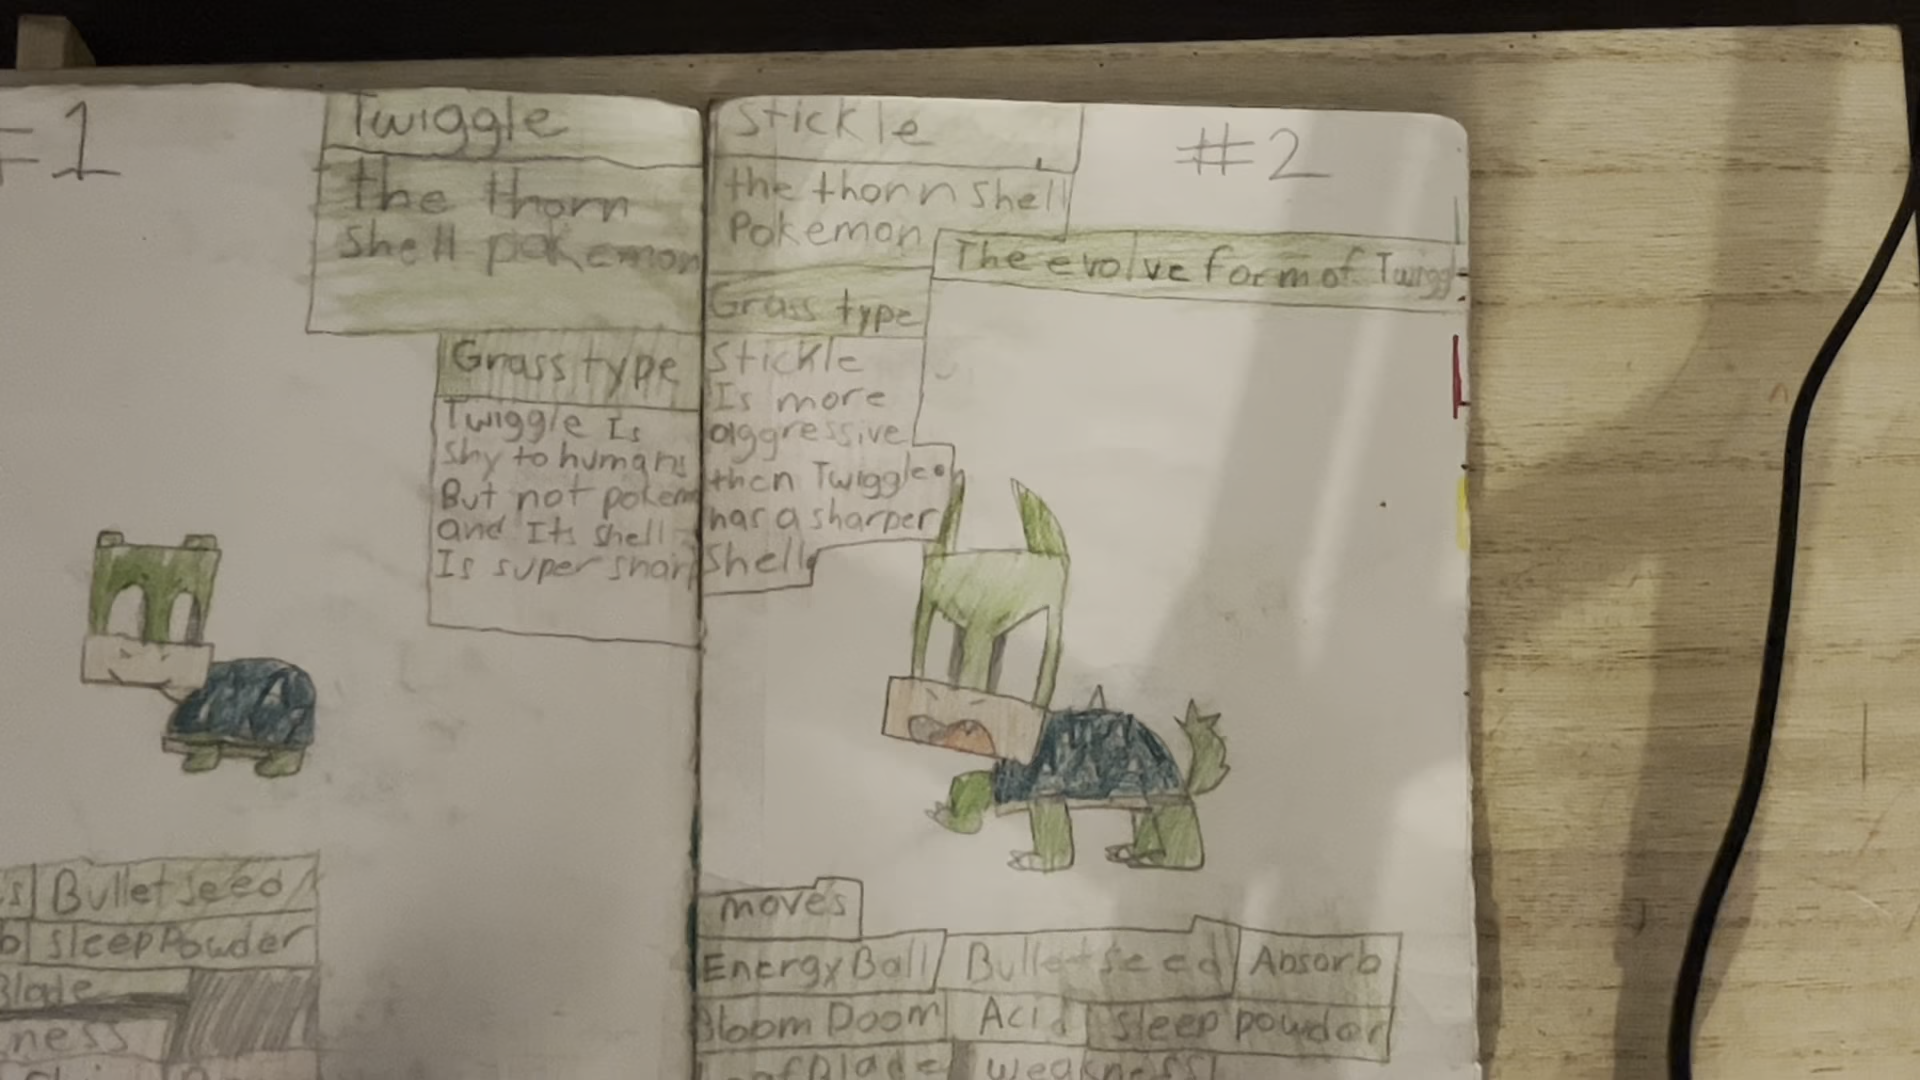 #1
Twiggle
the thorn
Shell pokemon
Grass type
Twiggle Is
shy to humans
But not pokem
and Its shell
Is super sharp
Bullet seed
sleep Powder
Blade
ness
Stickle
#2
the thorn shell
Pokemon
The evolve form of Twiggl
Grass type
Stickle
Is more
aggressive
then Twiggle
has a sharper
Shell
moves
Energy Ball
Bullet seed
Absorb
Bloom Doom
Acid
sleep powder
eafblade
weakness